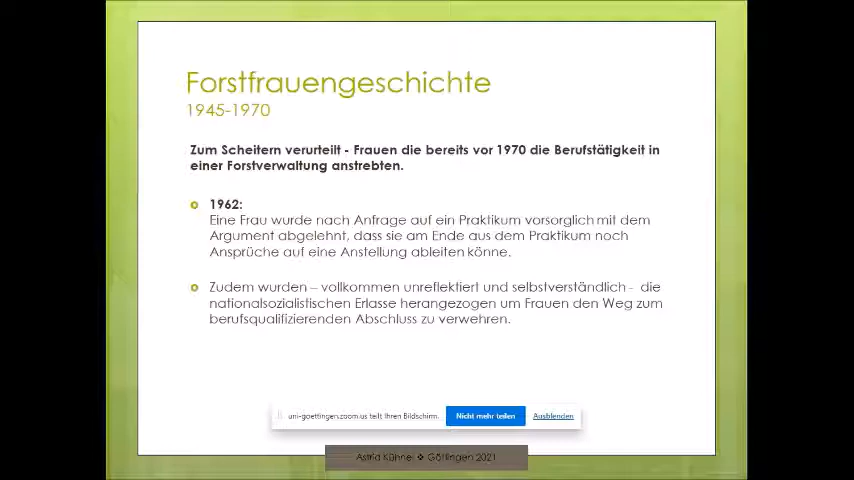 Forstfrauengeschichte
1945-1970
Zum Scheitern verurteilt - Frauen die bereits vor 1970 die Berufstätigkeit in
einer Forstverwaltung anstrebten.
1962:
Eine Frau wurde nach Anfrage auf ein Praktikum vorsorglich mit dem
Argument abgelehnt, dass sie am Ende aus dem Praktikum noch
Ansprüche auf eine Anstellung ableiten könne.
Zudem wurden – vollkommen unreflektiert und selbstverständlich - die
nationalsozialistischen Erlasse herangezogen um Frauen den Weg zum
berufsqualifizierenden Abschluss zu verwehren.
uni-goettingen.zoom.us teilt Ihren Bildschirm. Nicht mehr teilen Ausblenden
Astrid Kühnel ❖ Göttingen 2021